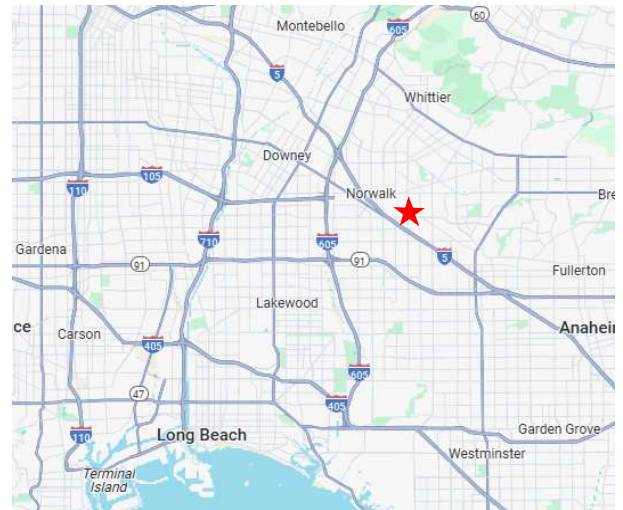 Montebello
605
60
5
Whittier
Downey
105
110
Norwalk
Bre
710
605
Gardena
91
91
5
Fullerton
Lakewood
ce
Carson
Anahei
405
605
47
405
110
Long Beach
Garden Grove
Westminster
Terminal
Island